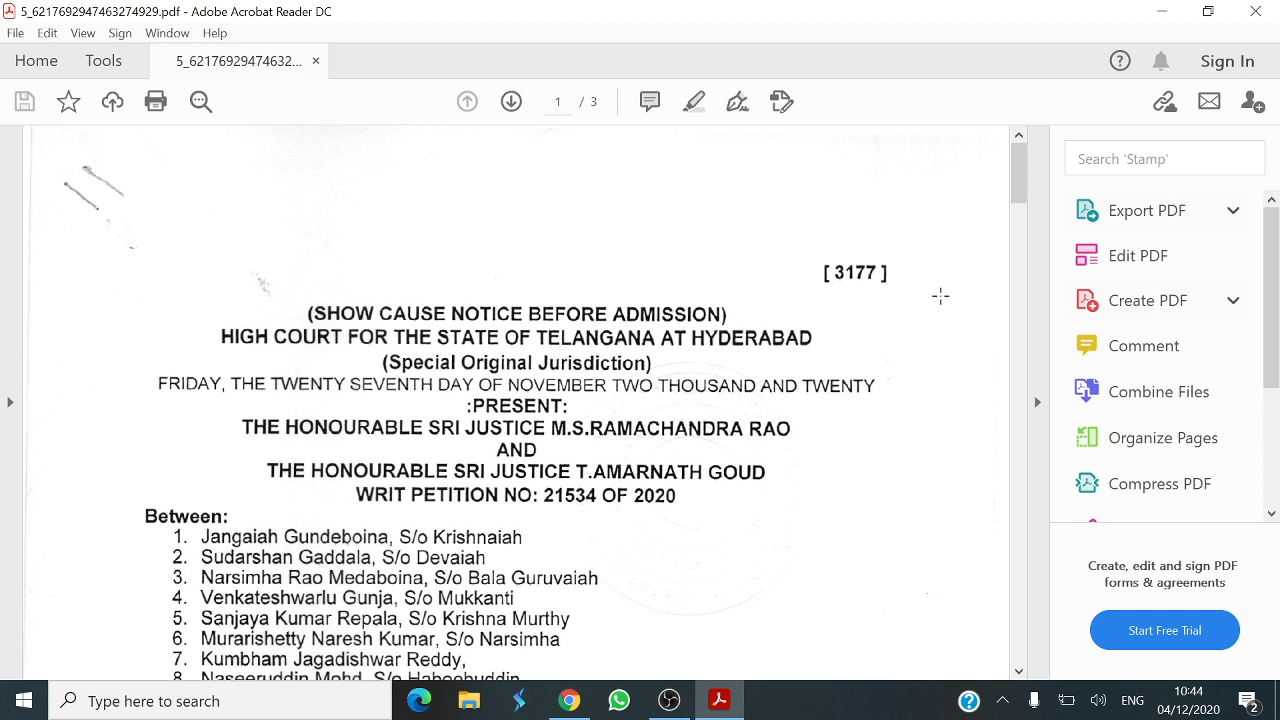 5_6217692947463274929.pdf - Adobe Acrobat Reader DC
File Edit View Sign Window Help
Home Tools 5_62176929474632... × Sign In
1 / 3
Search 'Stamp'
Export PDF
Edit PDF
Create PDF
Comment
Combine Files
Organize Pages
Compress PDF
Create, edit and sign PDF
forms & agreements
Start Free Trial
[ 3177 ]
(SHOW CAUSE NOTICE BEFORE ADMISSION)
HIGH COURT FOR THE STATE OF TELANGANA AT HYDERABAD
(Special Original Jurisdiction)
FRIDAY, THE TWENTY SEVENTH DAY OF NOVEMBER TWO THOUSAND AND TWENTY
:PRESENT:
THE HONOURABLE SRI JUSTICE M.S.RAMACHANDRA RAO
AND
THE HONOURABLE SRI JUSTICE T.AMARNATH GOUD
WRIT PETITION NO: 21534 OF 2020
Between:
1. Jangaiah Gundeboina, S/o Krishnaiah
2. Sudarshan Gaddala, S/o Devaiah
3. Narsimha Rao Medaboina, S/o Bala Guruvaiah
4. Venkateshwarlu Gunja, S/o Mukkanti
5. Sanjaya Kumar Repala, S/o Krishna Murthy
6. Murarishetty Naresh Kumar, S/o Narsimha
7. Kumbham Jagadishwar Reddy,
8. Naseeruddin Mohd, S/o Habeebuddin
Type here to search
ENG
10:44
04/12/2020
2